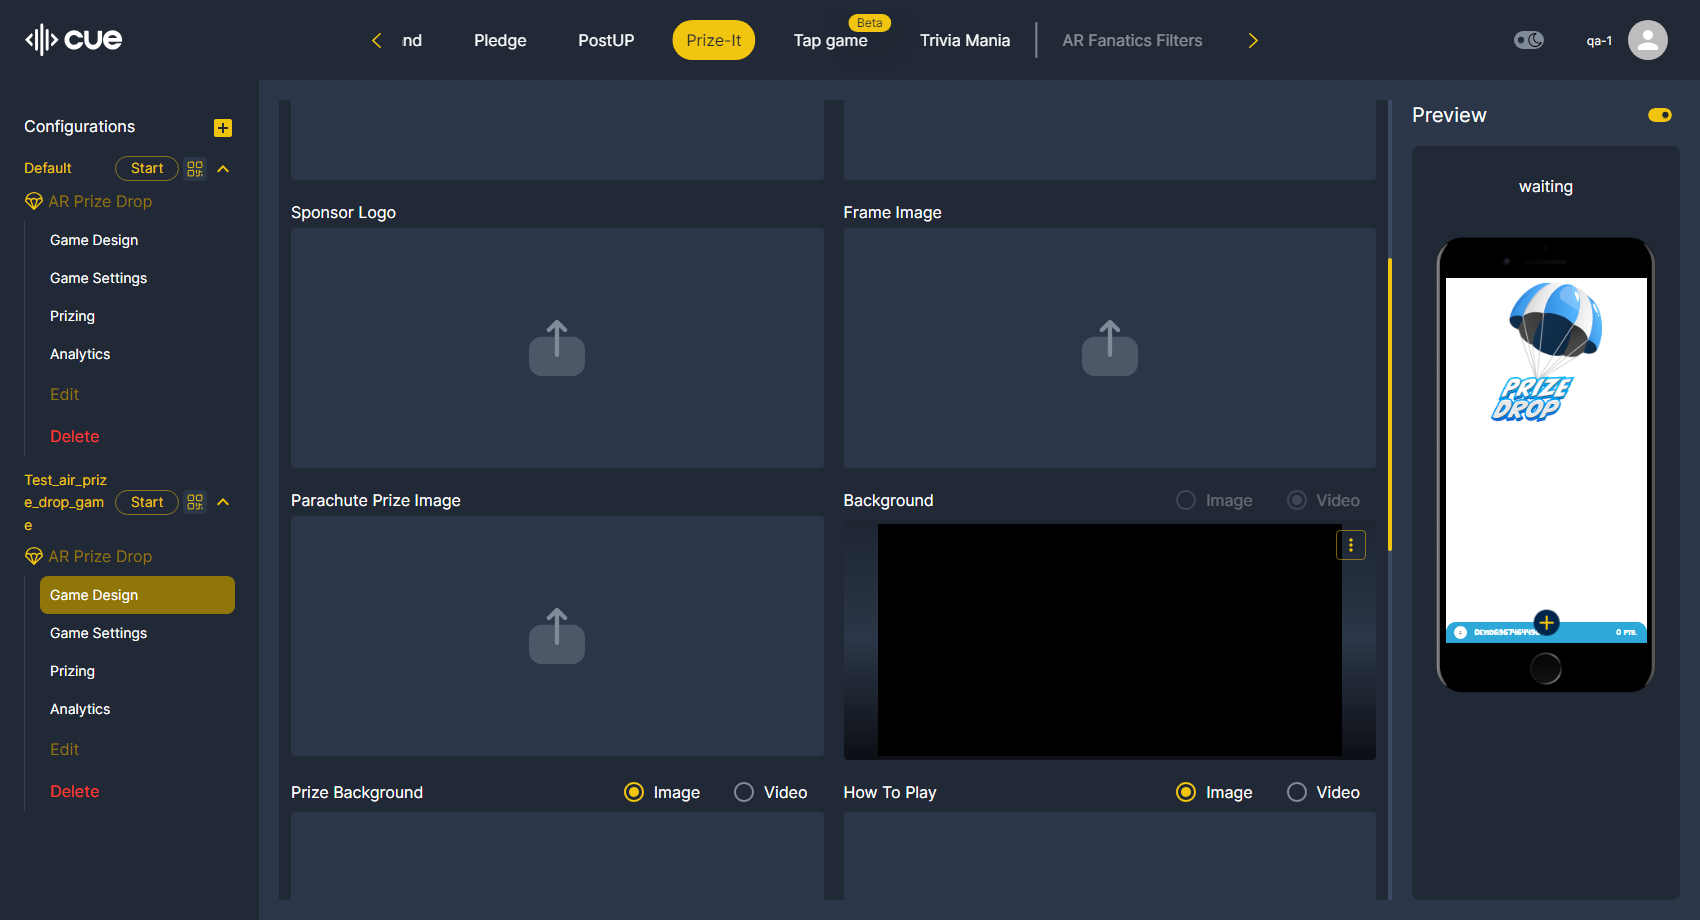 cue
nd
Pledge
PostUP
Prize-It
Beta
Tap game
Trivia Mania
AR Fanatics Filters
qa-1
Configurations
Default
Start
AR Prize Drop
Game Design
Game Settings
Prizing
Analytics
Edit
Delete
Test_air_priz
e_drop_gam
e
Start
AR Prize Drop
Game Design
Game Settings
Prizing
Analytics
Edit
Delete
Sponsor Logo
Frame Image
Parachute Prize Image
Background
Image
Video
Prize Background
Image
Video
How To Play
Image
Video
Preview
waiting
PRIZE
DROP
0 PTS.